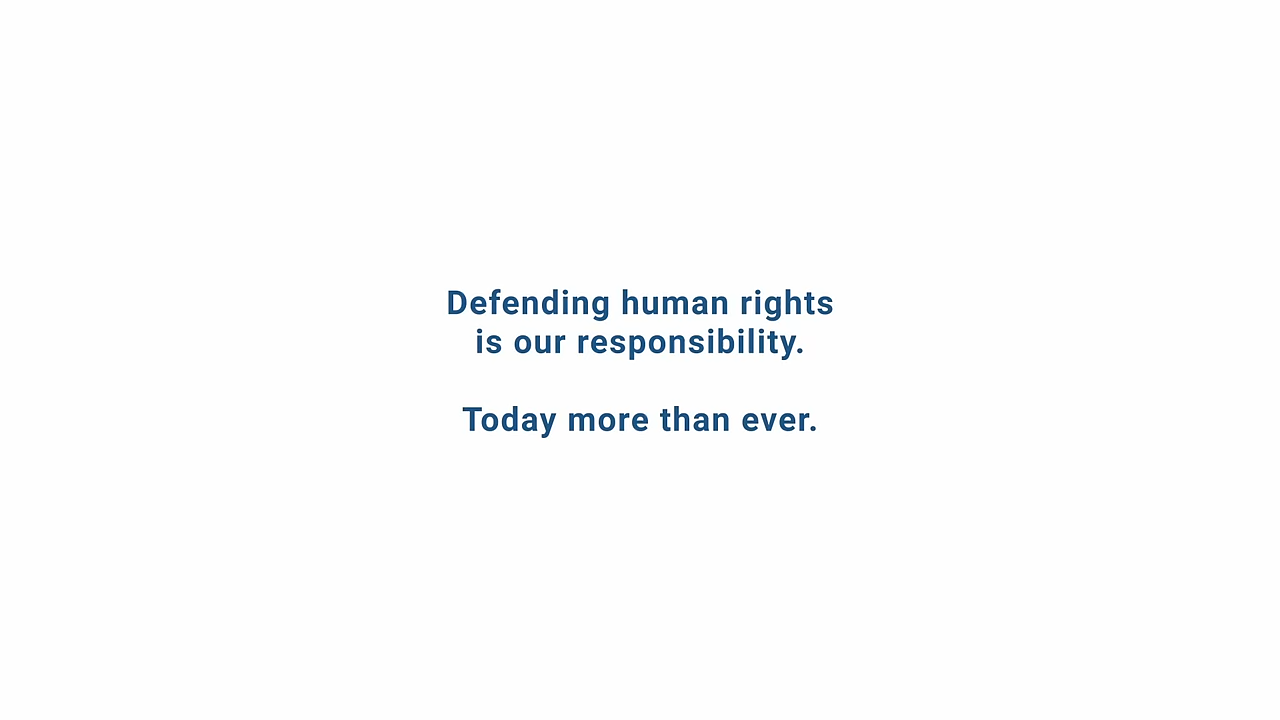 Defending human rights
is our responsibility.
Today more than ever.